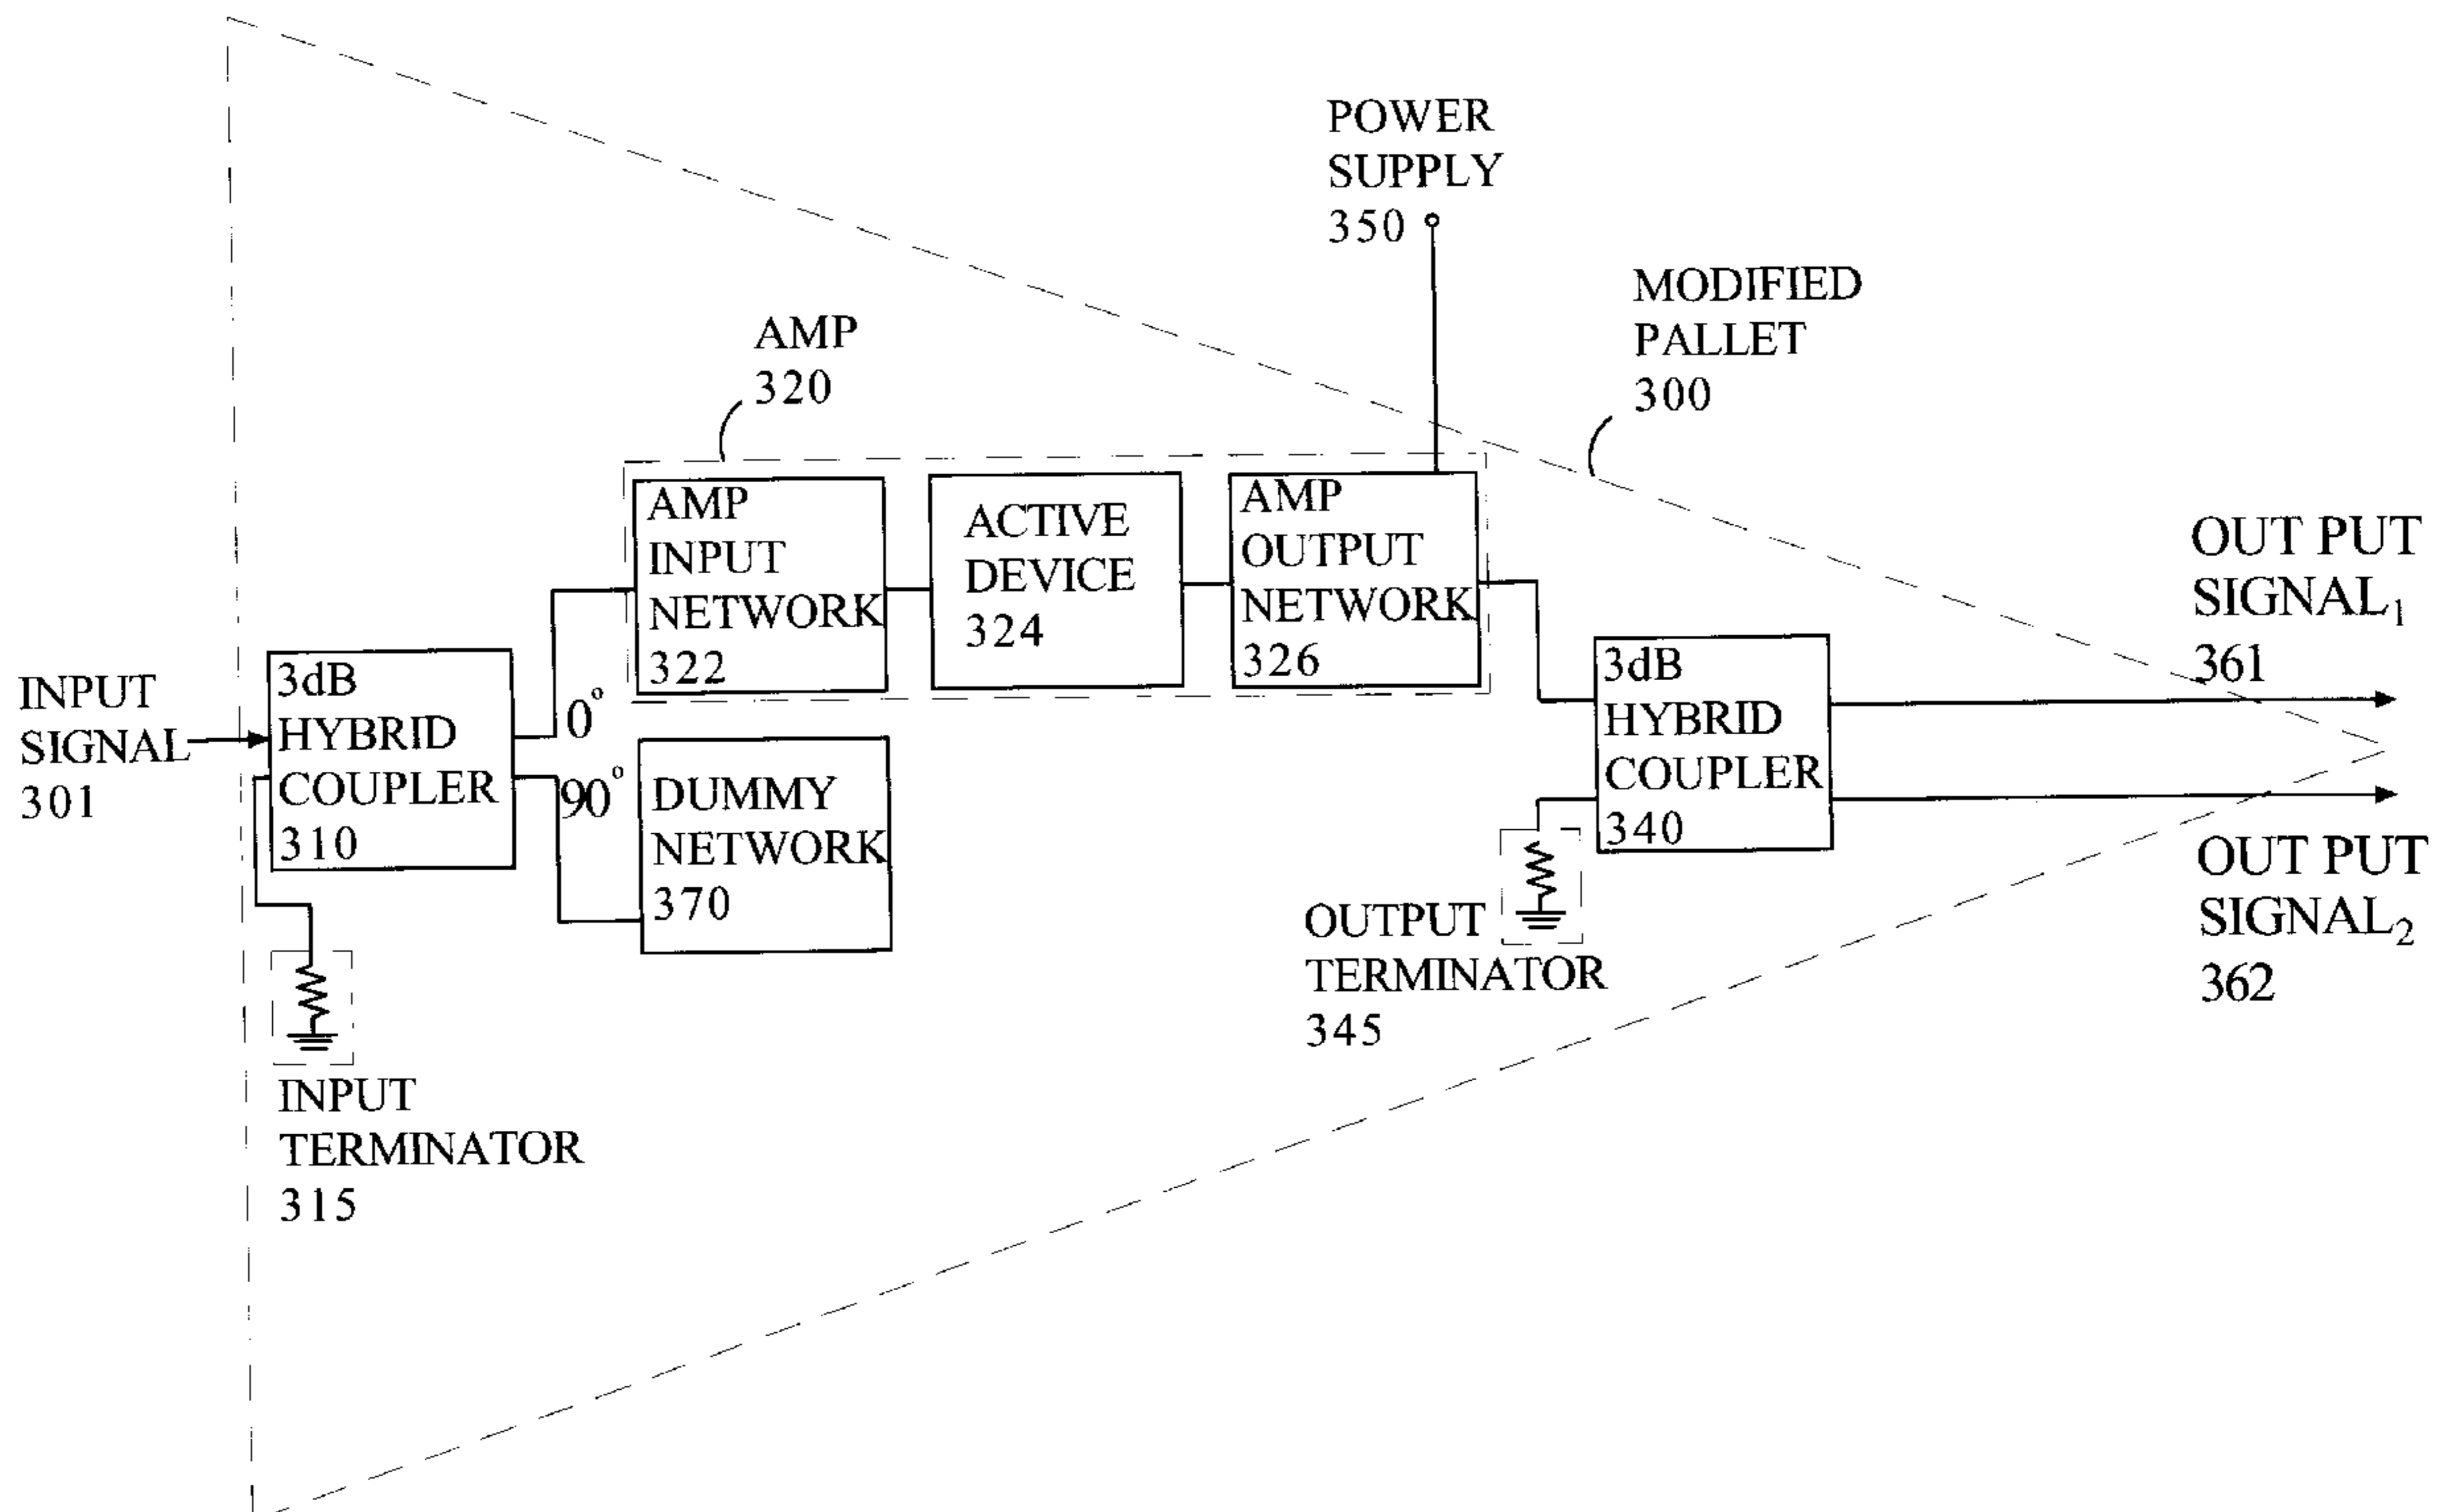 POWER
SUPPLY
350
MODIFIED
PALLET
300
AMP
320
AMP
INPUT
NETWORK
322
ACTIVE
DEVICE
324
AMP
OUTPUT
NETWORK
326
OUT PUT
SIGNAL1
361
INPUT
SIGNAL
301
3dB
HYBRID
COUPLER
310
0°
90°
DUMMY
NETWORK
370
3dB
HYBRID
COUPLER
340
OUTPUT
TERMINATOR
345
OUT PUT
SIGNAL2
362
INPUT
TERMINATOR
315